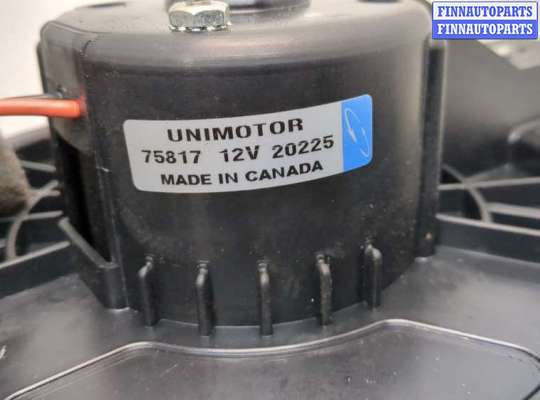 FINNAUTOPARTS
FINNAUTOPARTS
UNIMOTOR
75817 12V 20225
MADE IN CANADA